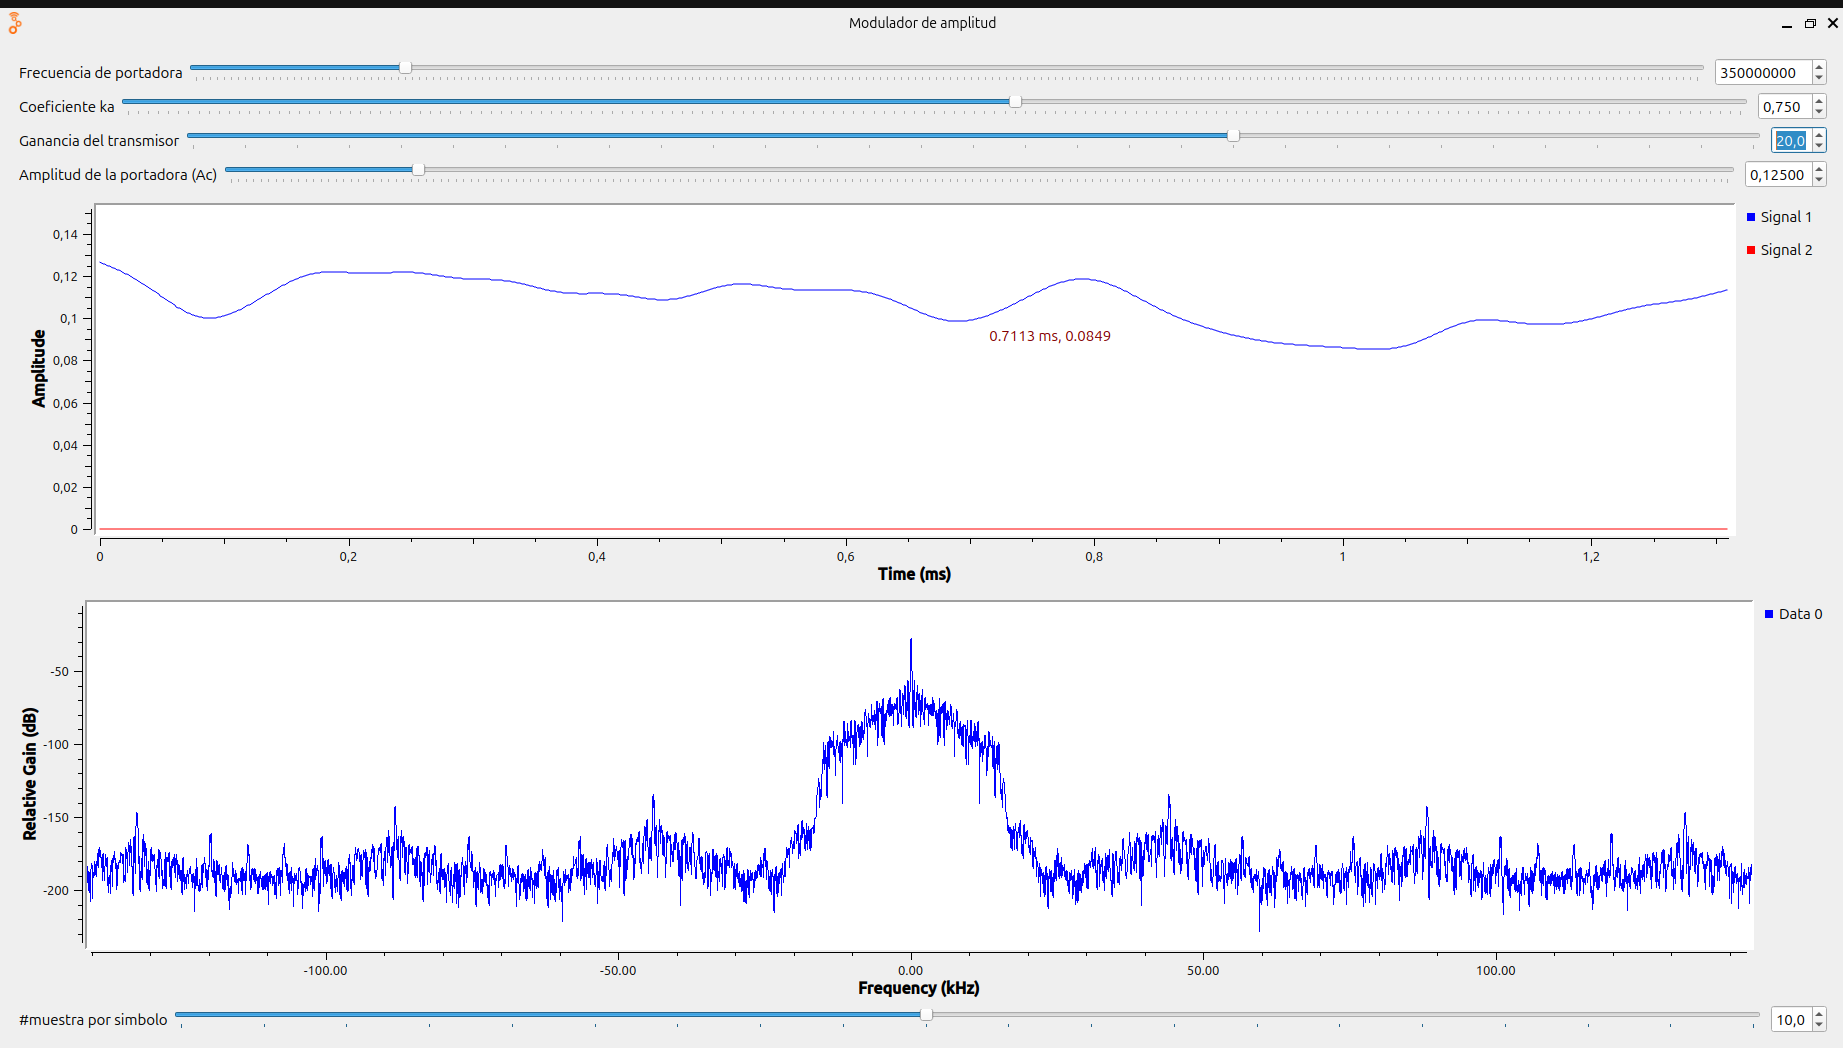 Modulador de amplitud
Frecuencia de portadora 350000000
Coeficiente ka 0,750
Ganancia del transmisor 20,0
Amplitud de la portadora (Ac) 0,12500
Signal 1
Signal 2
0,14
0,12
0,1
0,08
0,06
0,04
0,02
0
Amplitude
0.7113 ms, 0.0849
0 0,2 0,4 0,6 0,8 1 1,2
Time (ms)
Data 0
-50
-100
-150
-200
Relative Gain (dB)
-100.00 -50.00 0.00 50.00 100.00
Frequency (kHz)
#muestra por simbolo 10,0